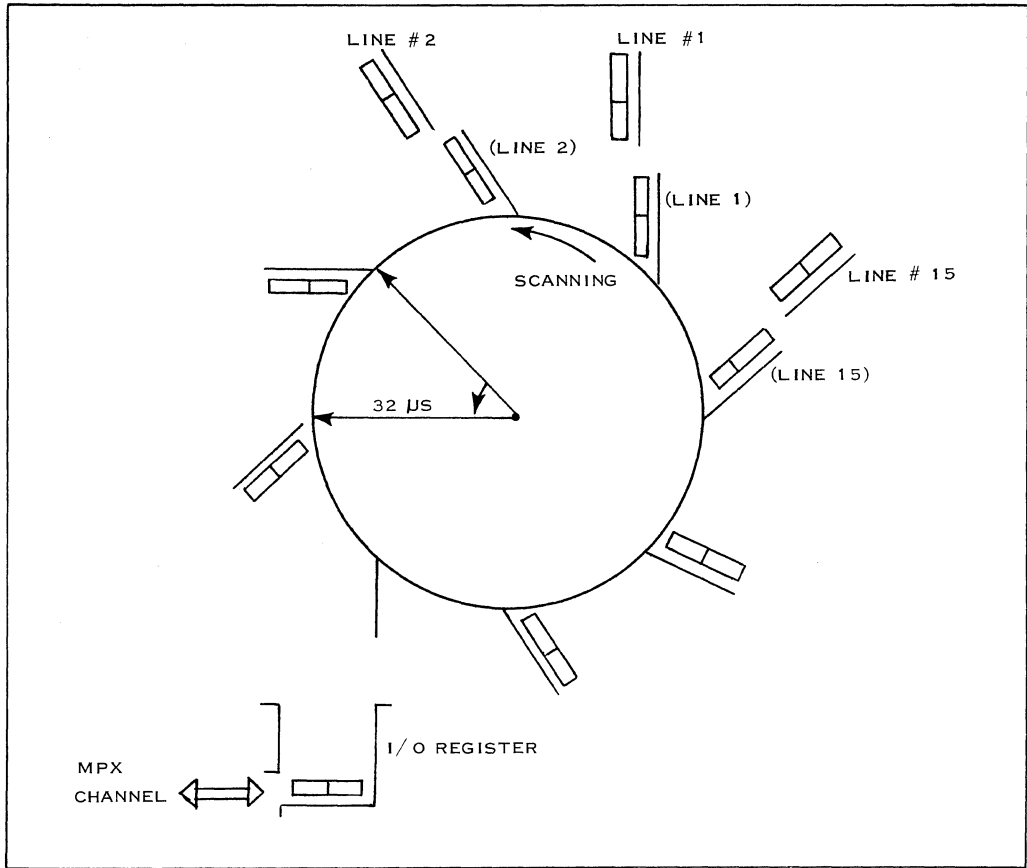 LINE #2
LINE #1
(LINE 2)
(LINE 1)
SCANNING
LINE # 15
(LINE 15)
32 µS
I/O REGISTER
MPX
CHANNEL